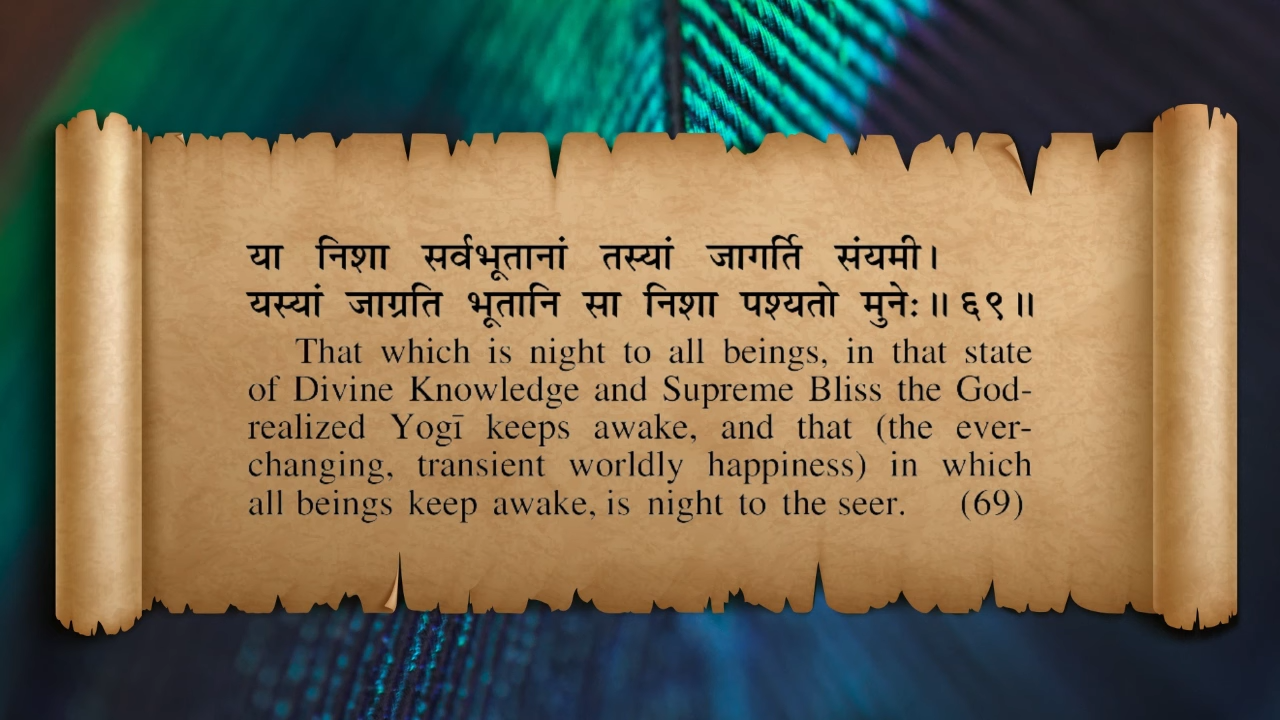 या निशा सर्वभूतानां तस्यां जागर्ति संयमी।
यस्यां जाग्रति भूतानि सा निशा पश्यतो मुनेः॥ ६९॥
That which is night to all beings, in that state
of Divine Knowledge and Supreme Bliss the God-
realized Yogī keeps awake, and that (the ever-
changing, transient worldly happiness) in which
all beings keep awake, is night to the seer. (69)